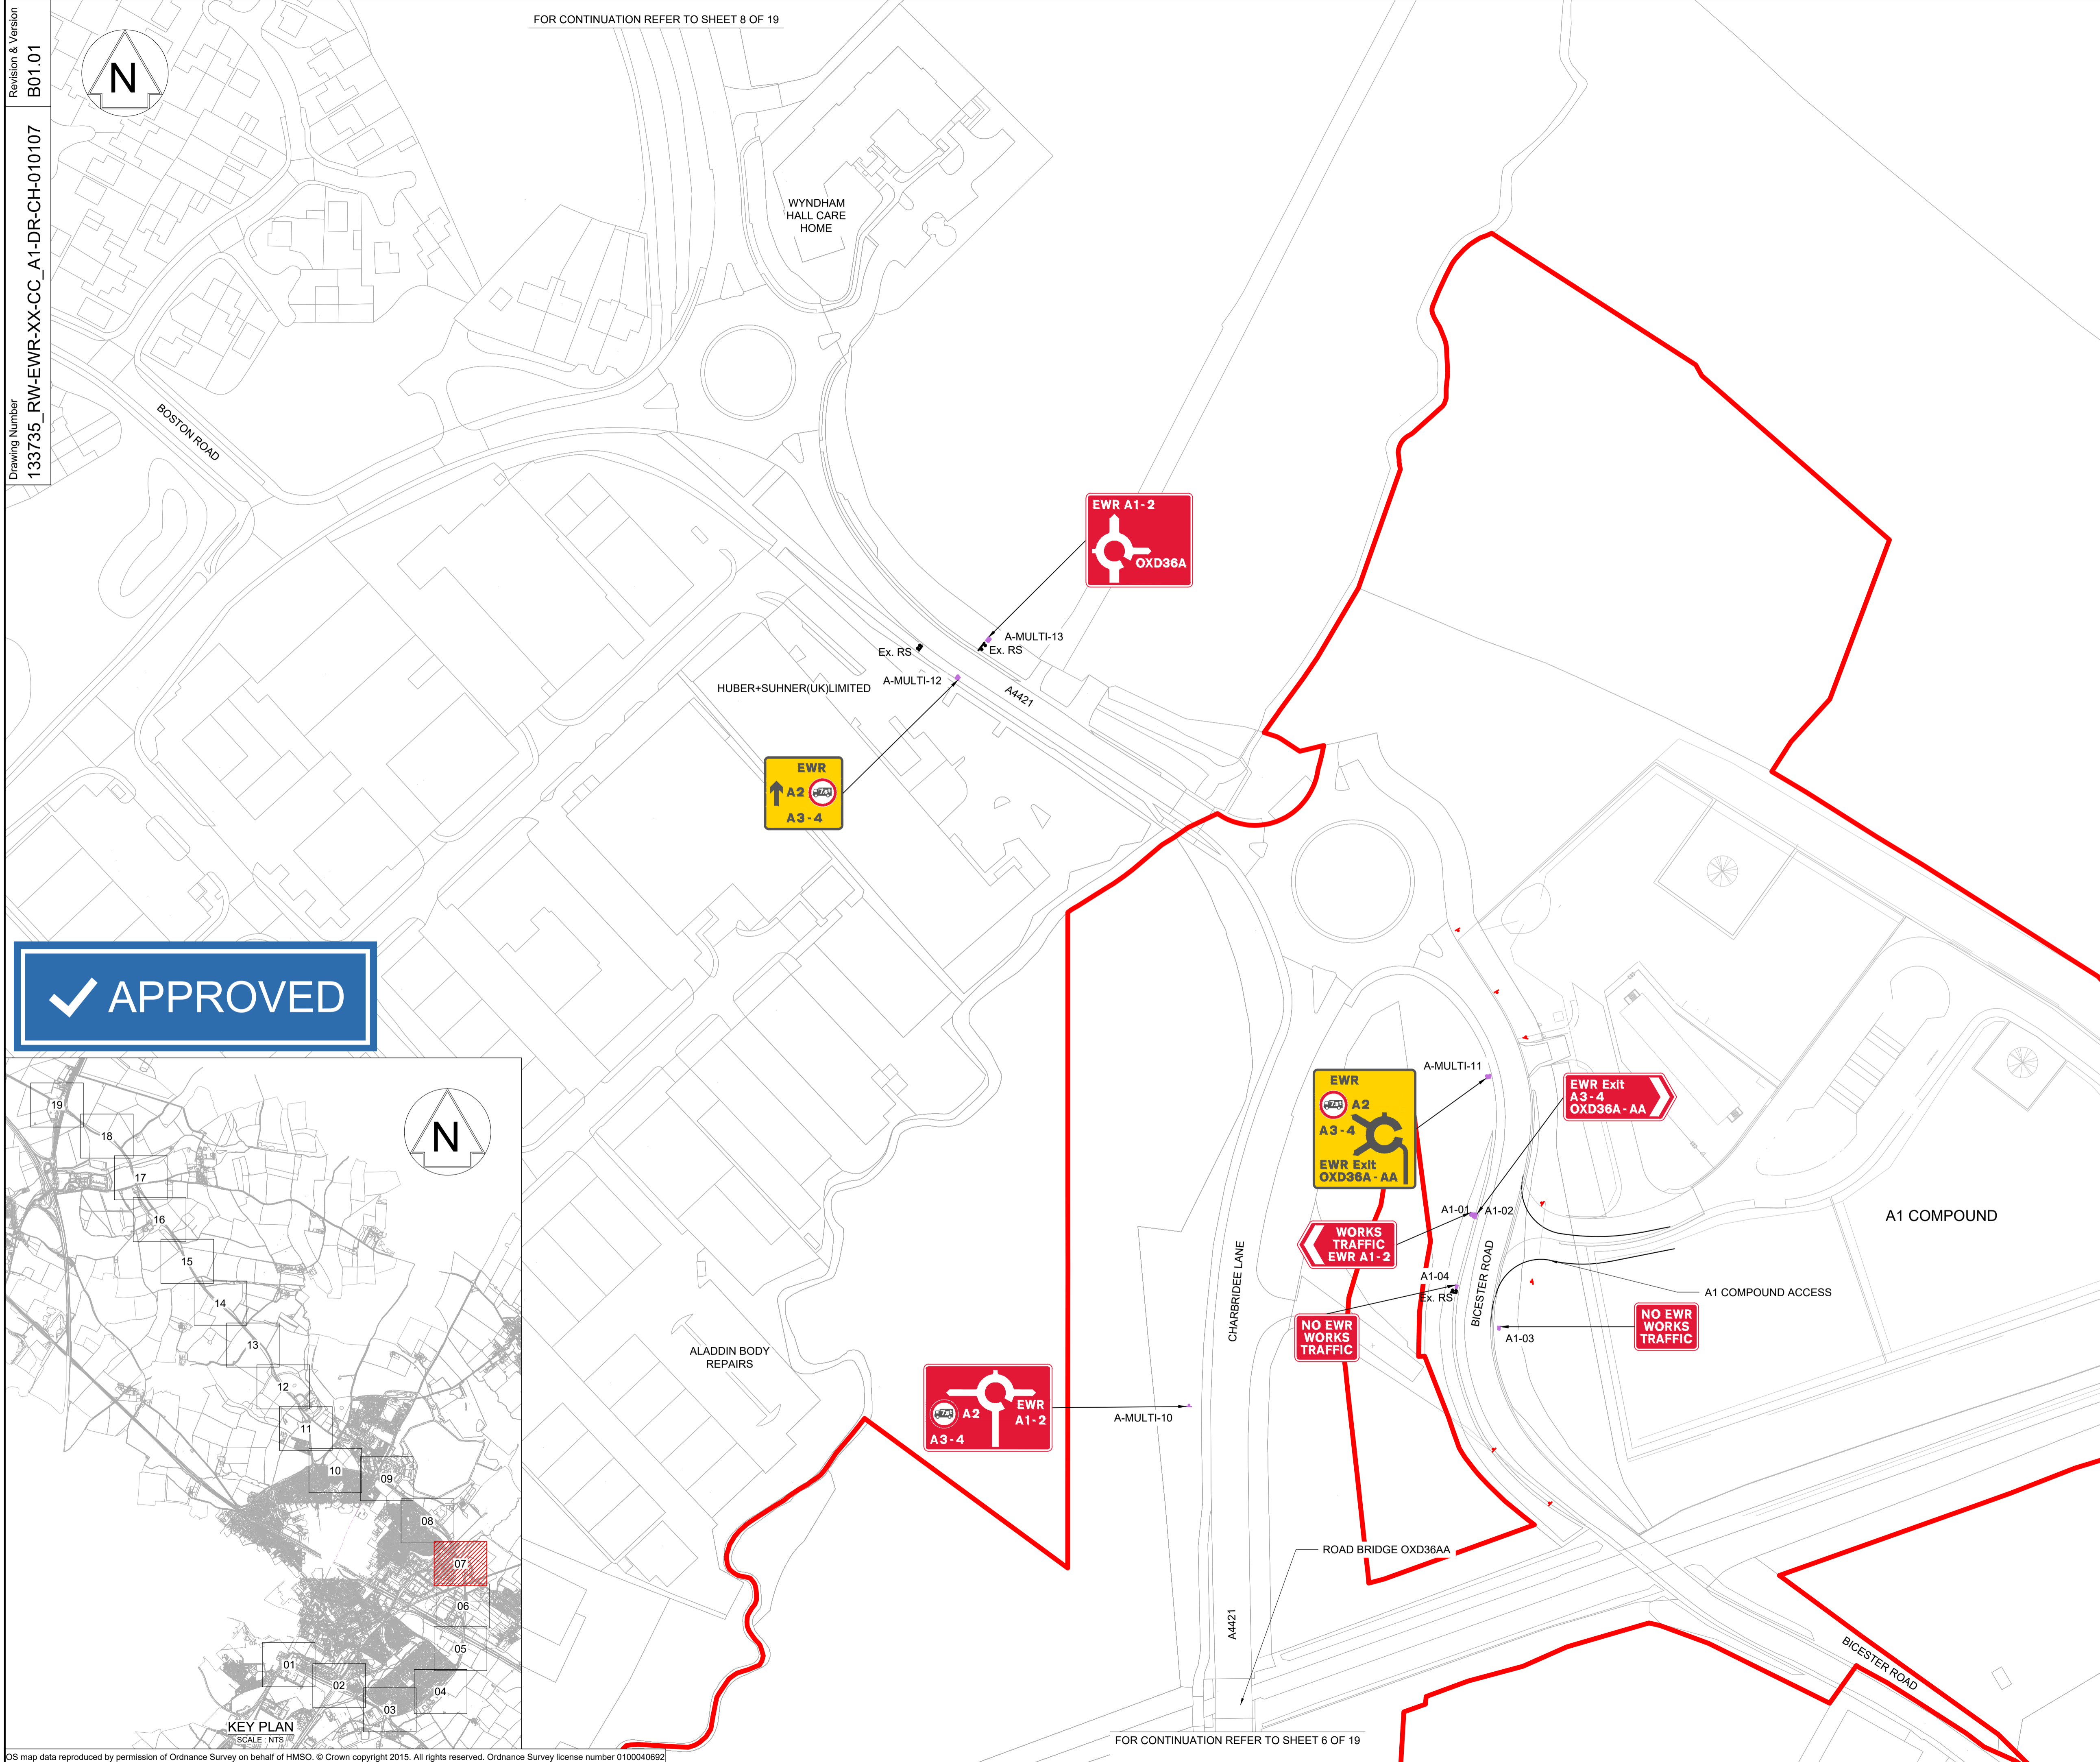 Revision & Version
B01.01
Drawing Number
133735_RW-EWR-XX-CC_A1-DR-CH-010107
N
FOR CONTINUATION REFER TO SHEET 8 OF 19
WYNDHAM
HALL CARE
HOME
BOSTON ROAD
EWR A1-2
OXD36A
A-MULTI-13
Ex. RS
Ex. RS
A-MULTI-12
HUBER+SUHNER(UK)LIMITED
A4421
EWR
A2
A3-4
APPROVED
A-MULTI-11
EWR
A2
A3-4
EWR Exit
OXD36A-AA
EWR Exit
A3-4
OXD36A-AA
A1-01
A1-02
WORKS
TRAFFIC
EWR A1-2
A1 COMPOUND
CHARBRIDEE LANE
BICESTER ROAD
A1-04
Ex. RS
A1 COMPOUND ACCESS
NO EWR
WORKS
TRAFFIC
NO EWR
WORKS
TRAFFIC
A1-03
ALADDIN BODY
REPAIRS
EWR
A1-2
A2
A3-4
A-MULTI-10
ROAD BRIDGE OXD36AA
A4421
BICESTER ROAD
FOR CONTINUATION REFER TO SHEET 6 OF 19
N
19
18
17
16
15
14
13
12
11
10
09
08
07
06
05
04
03
02
01
KEY PLAN
SCALE : NTS
OS map data reproduced by permission of Ordnance Survey on behalf of HMSO. © Crown copyright 2015. All rights reserved. Ordnance Survey license number 0100040692